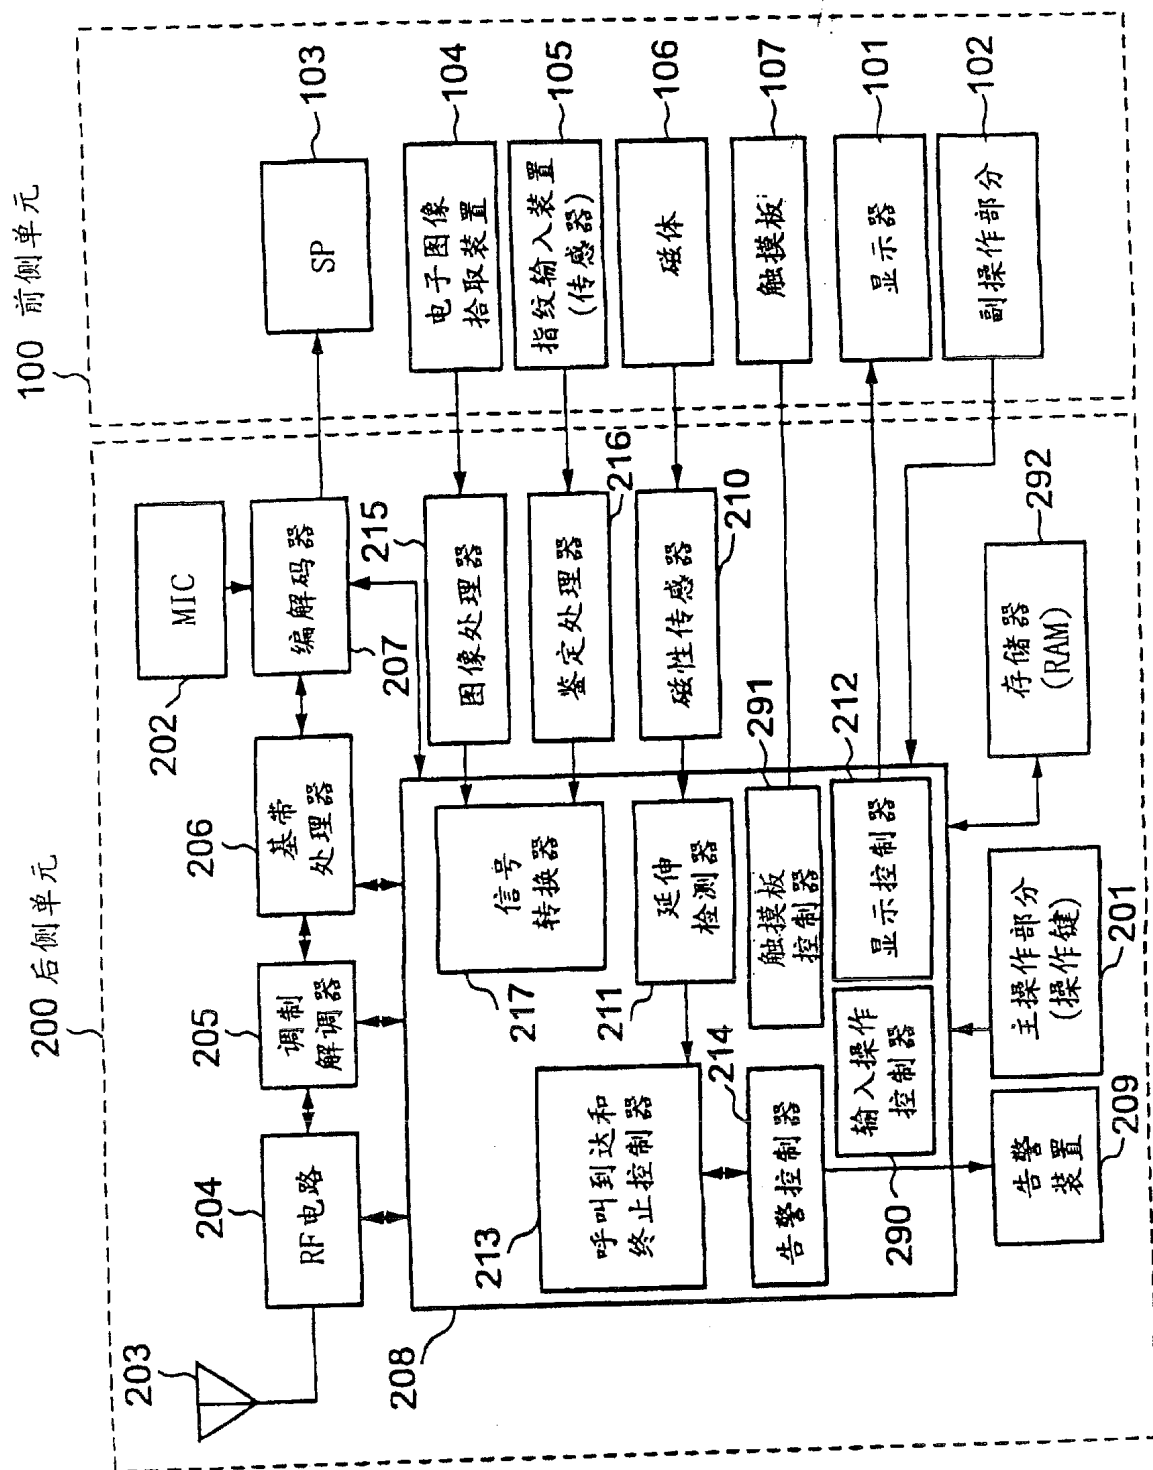 100 前侧单元
SP
103
电子图像
拾取装置
104
指纹输入装置
(传感器)
105
磁体
106
触摸板
107
显示器
101
副操作部分
102
200 后侧单元
MIC
202
编解码器
207
基带
处理器
206
调制
解调器
205
RF电路
204
203
图像处理器
215
鉴定处理器
216
磁性传感器
210
208
信号
转换器
217
延伸
检测器
211
触摸板
控制器
291
显示控制器
212
呼叫到达和
终止控制器
213
告警控制器
214
输入操作
控制器
290
存储器
(RAM)
292
主操作部分
(操作键)
201
告警
装置
209